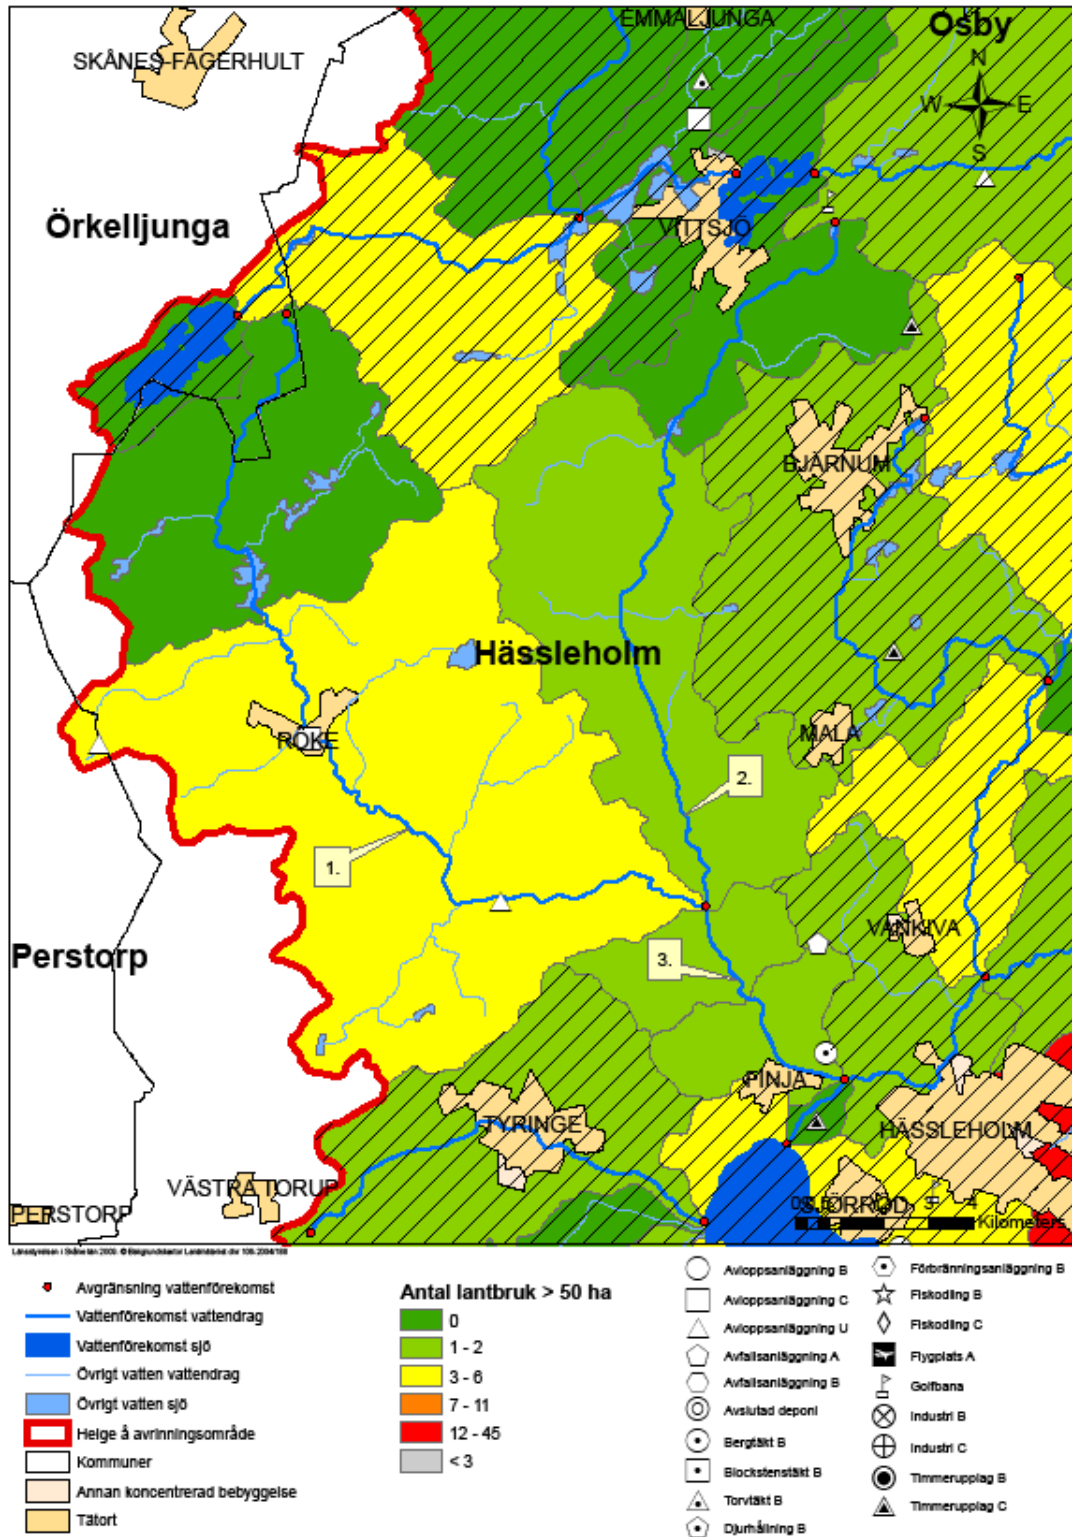 EMMALJUNGA
Osby
SKÅNES-FAGERHULT
N
W E
S
Örkelljunga
VITTSJÖ
BJÄRNUM
Hässleholm
RÖKE
MALA
2.
1.
VANKIVA
Perstorp
3.
FINJA
TYRINGE
HÄSSLEHOLM
VÄSTRA TORUP
PERSTORP
SJÖRRÖD
3 4
Kilometers
Avgränsning vattenförekomst
Vattenförekomst vattendrag
Vattenförekomst sjö
Övrigt vatten vattendrag
Övrigt vatten sjö
Helge å avrinningsområde
Kommuner
Annan koncentrerad bebyggelse
Tätort
Antal lantbruk > 50 ha
0
1 - 2
3 - 6
7 - 11
12 - 45
< 3
Avloppsanläggning B
Avloppsanläggning C
Avloppsanläggning U
Avfallsanläggning A
Avfallsanläggning B
Avslutad deponi
Bergtäkt B
Blockstenstäkt B
Torvtäkt B
Djurhållning B
Förbränningsanläggning B
Fiskodling B
Fiskodling C
Flygplats A
Golfbana
Industri B
Industri C
Timmerupplag B
Timmerupplag C